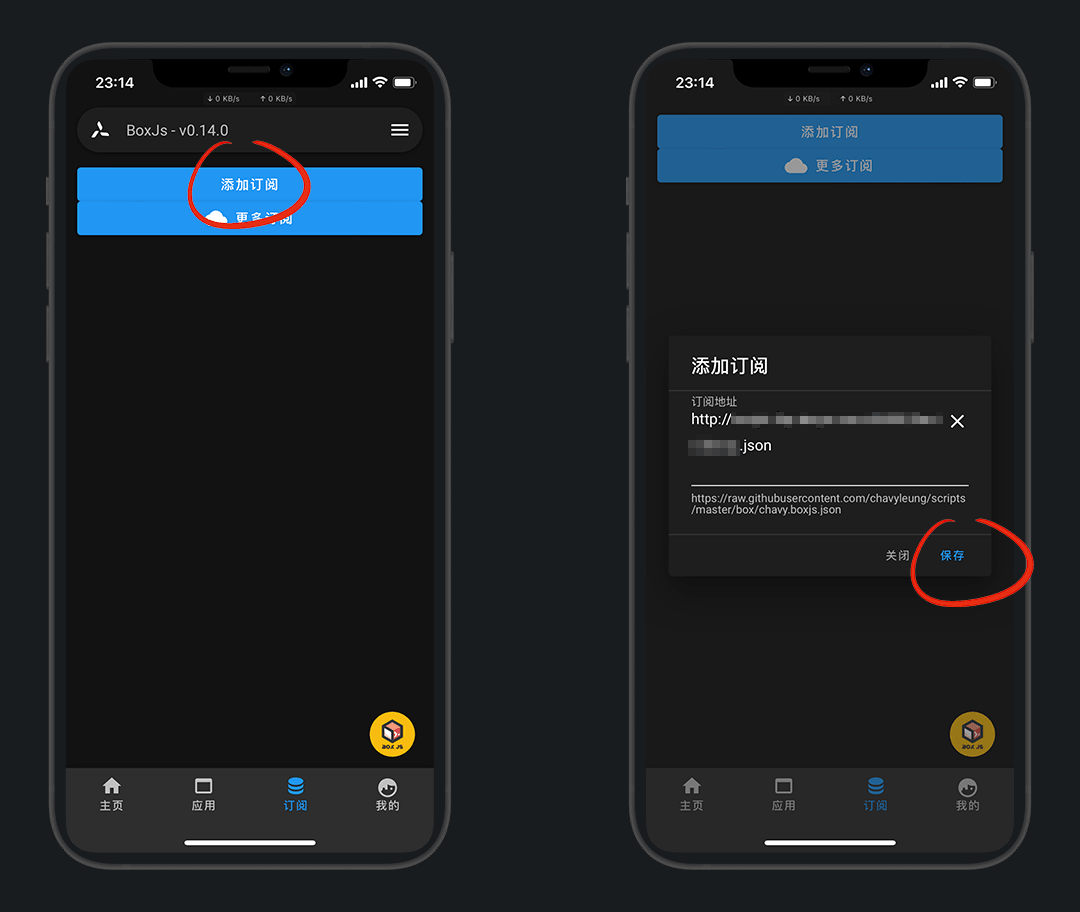 23:14
↓ 0 KB/s ↑ 0 KB/s
BoxJs - v0.14.0
添加订阅
更多订阅
BOX JS
主页
应用
订阅
我的
23:14
↓ 0 KB/s ↑ 0 KB/s
添加订阅
更多订阅
添加订阅
订阅地址
http://
.json
https://raw.githubusercontent.com/chavyleung/scripts
/master/box/chavy.boxjs.json
关闭
保存
BOX JS
主页
应用
订阅
我的